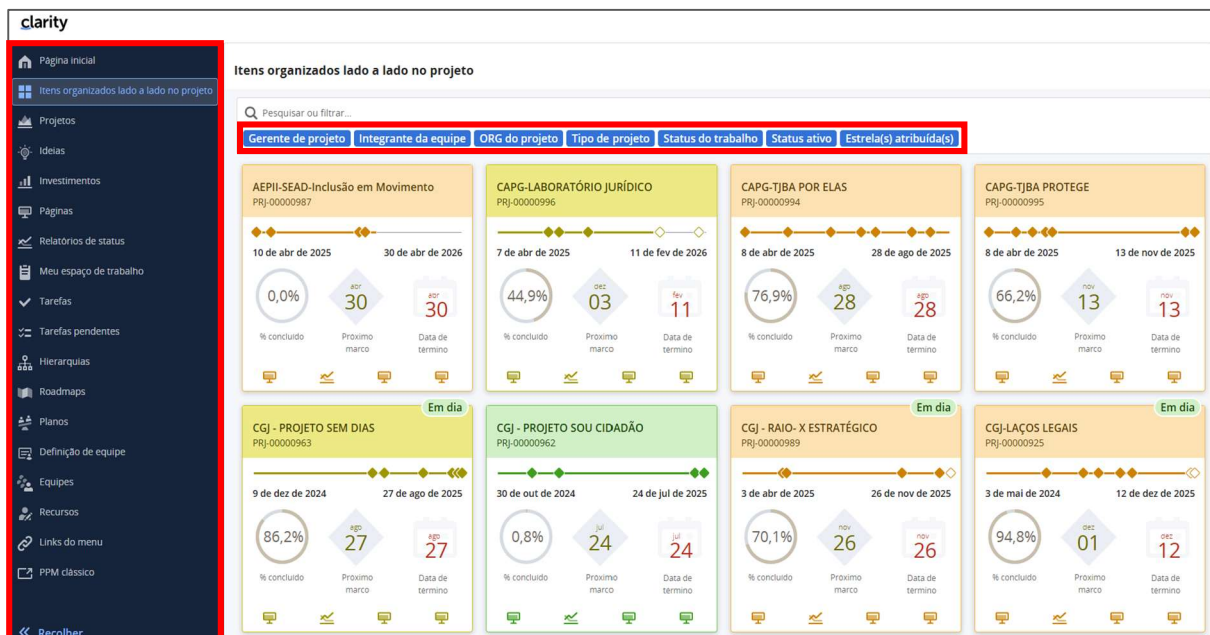 clarity
Página inicial
Itens organizados lado a lado no projeto
Projetos
Ideias
Investimentos
Páginas
Relatórios de status
Meu espaço de trabalho
Tarefas
Tarefas pendentes
Hierarquias
Roadmaps
Planos
Definição de equipe
Equipes
Recursos
Links do menu
PPM clássico
Recolher
Itens organizados lado a lado no projeto
Pesquisar ou filtrar...
Gerente de projeto Integrante da equipe ORG do projeto Tipo de projeto Status do trabalho Status ativo Estrela(s) atribuída(s)
AEPII-SEAD-Inclusão em Movimento
PRJ-00000987
10 de abr de 2025 30 de abr de 2026
0,0% abr 30 abr 30
% concluido Próximo marco Data de término
CAPG-LABORATÓRIO JURÍDICO
PRJ-00000996
7 de abr de 2025 11 de fev de 2026
44,9% dez 03 fev 11
% concluido Próximo marco Data de término
CAPG-TJBA POR ELAS
PRJ-00000994
8 de abr de 2025 28 de ago de 2025
76,9% ago 28 ago 28
% concluido Próximo marco Data de término
CAPG-TJBA PROTEGE
PRJ-00000995
8 de abr de 2025 13 de nov de 2025
66,2% nov 13 nov 13
% concluido Próximo marco Data de término
Em dia
CGJ - PROJETO SEM DIAS
PRJ-00000963
9 de dez de 2024 27 de ago de 2025
86,2% ago 27 ago 27
% concluido Próximo marco Data de término
CGJ - PROJETO SOU CIDADÃO
PRJ-00000962
30 de out de 2024 24 de jul de 2025
0,8% jul 24 jul 24
% concluido Próximo marco Data de término
Em dia
CGJ - RAIO- X ESTRATÉGICO
PRJ-00000989
3 de abr de 2025 26 de nov de 2025
70,1% nov 26 nov 26
% concluido Próximo marco Data de término
Em dia
CGJ-LAÇOS LEGAIS
PRJ-00000925
3 de mai de 2024 12 de dez de 2025
94,8% dez 01 dez 12
% concluido Próximo marco Data de término